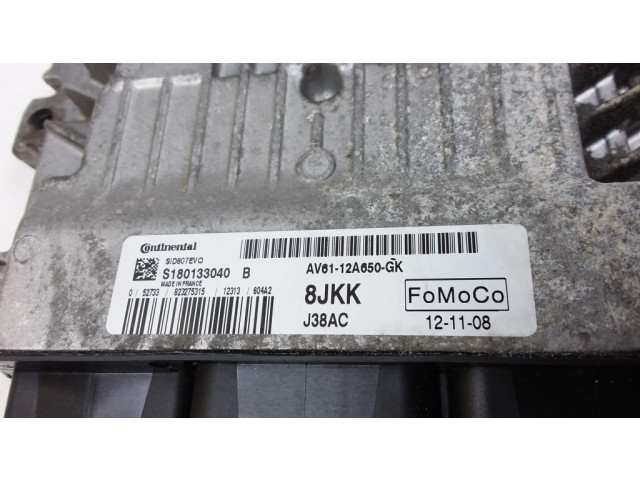 Continental
SID807EVO
S180133040 B
MADE IN FRANCE
0 / 52733 / 823275315 / 12313 / 604A2
AV61-12A650-GK
8JKK
FoMoCo
J38AC
12-11-08